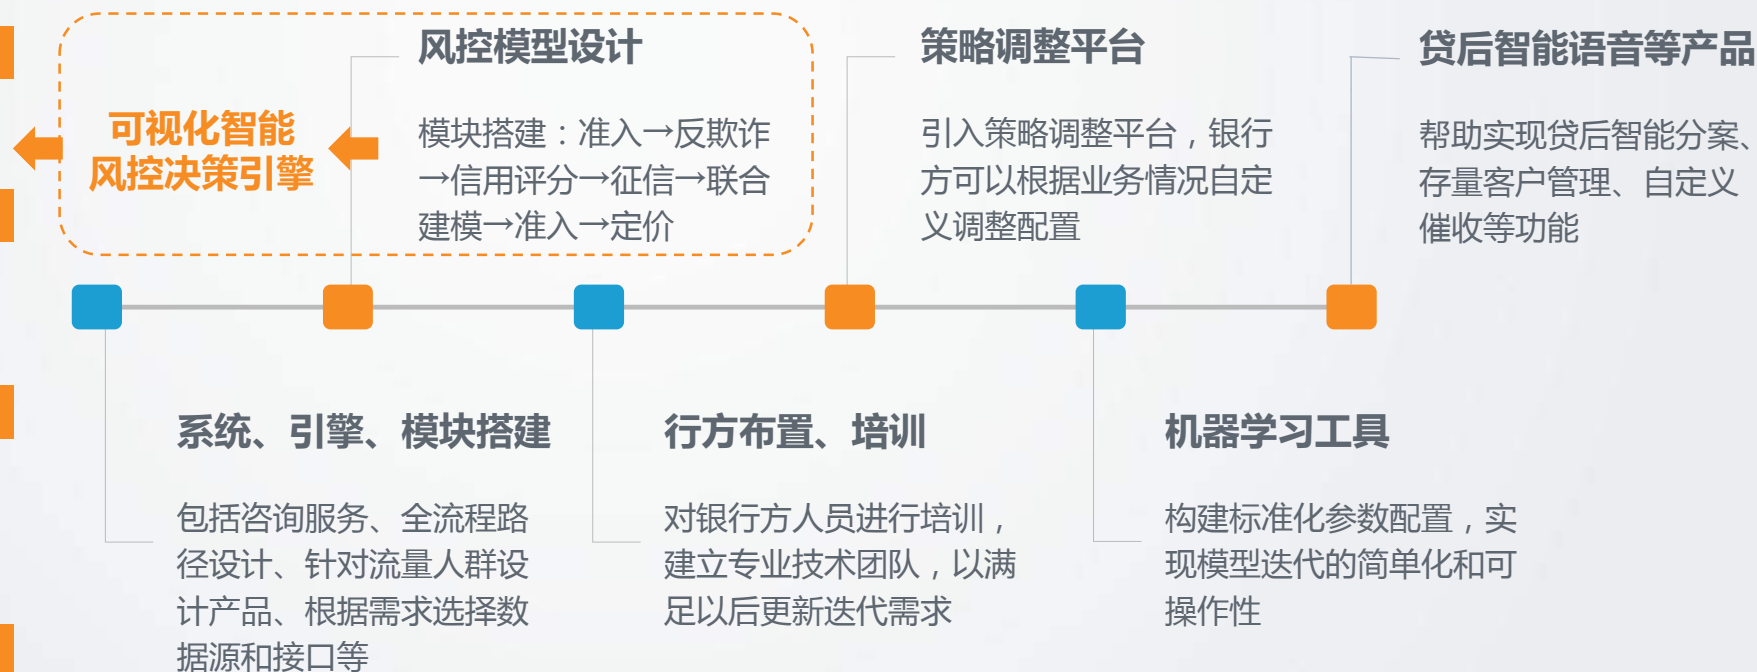 可视化智能
风控决策引擎
风控模型设计
模块搭建：准入→反欺诈
→信用评分→征信→联合
建模→准入→定价
策略调整平台
引入策略调整平台，银行
方可以根据业务情况自定
义调整配置
贷后智能语音等产品
帮助实现贷后智能分案、
存量客户管理、自定义
催收等功能
系统、引擎、模块搭建
包括咨询服务、全流程路
径设计、针对流量人群设
计产品、根据需求选择数
据源和接口等
行方布置、培训
对银行方人员进行培训，
建立专业技术团队，以满
足以后更新迭代需求
机器学习工具
构建标准化参数配置，实
现模型迭代的简单化和可
操作性